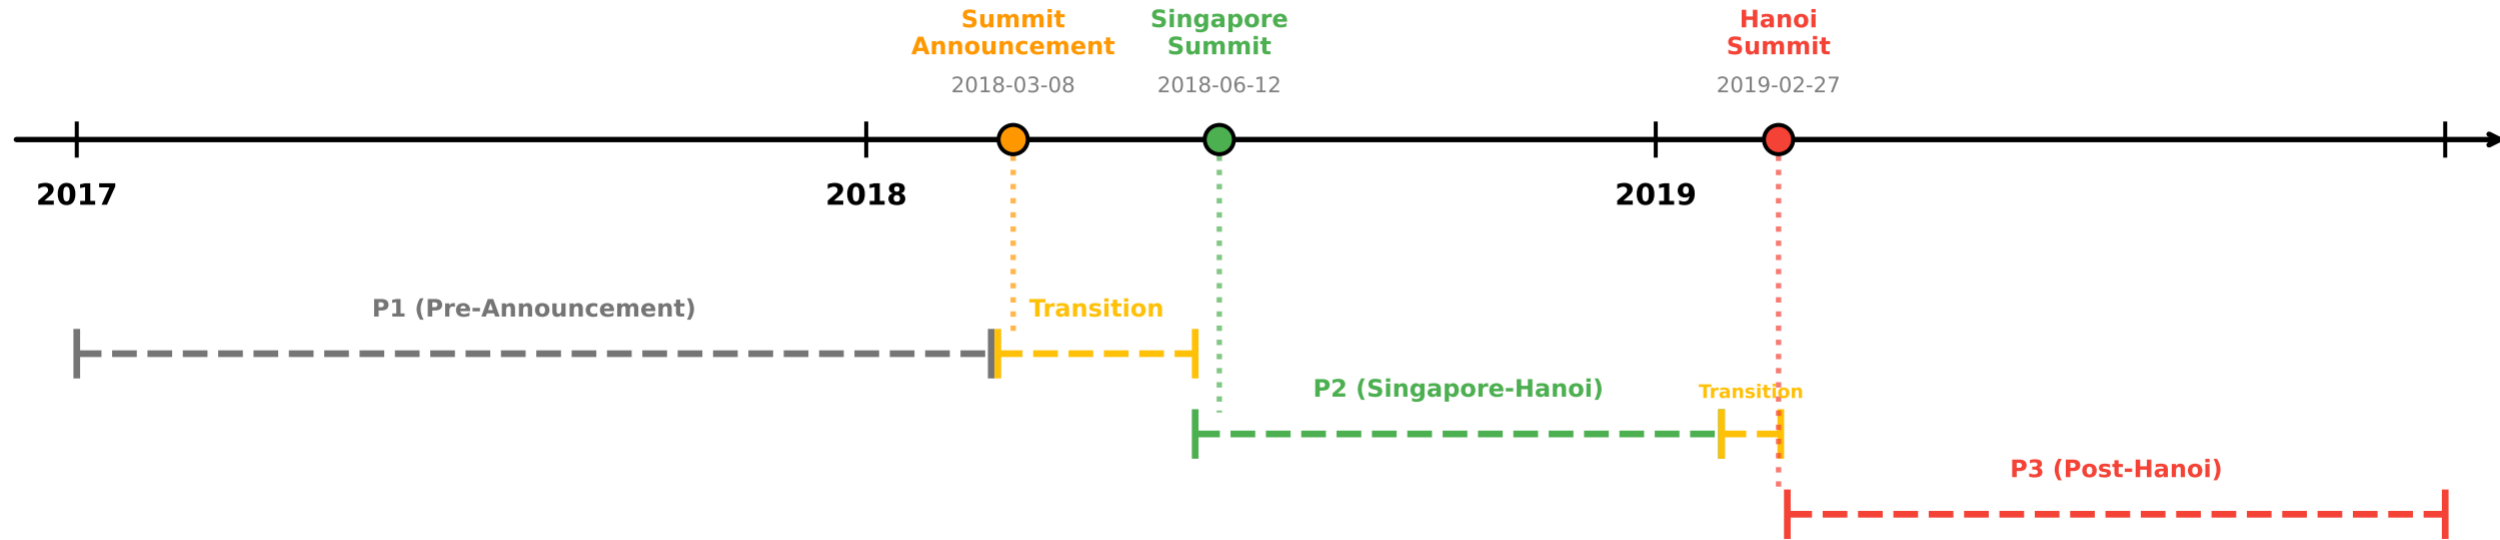 Summit
Announcement
2018-03-08
Singapore
Summit
2018-06-12
Hanoi
Summit
2019-02-27
2017
2018
2019
P1 (Pre-Announcement)
Transition
P2 (Singapore-Hanoi)
Transition
P3 (Post-Hanoi)